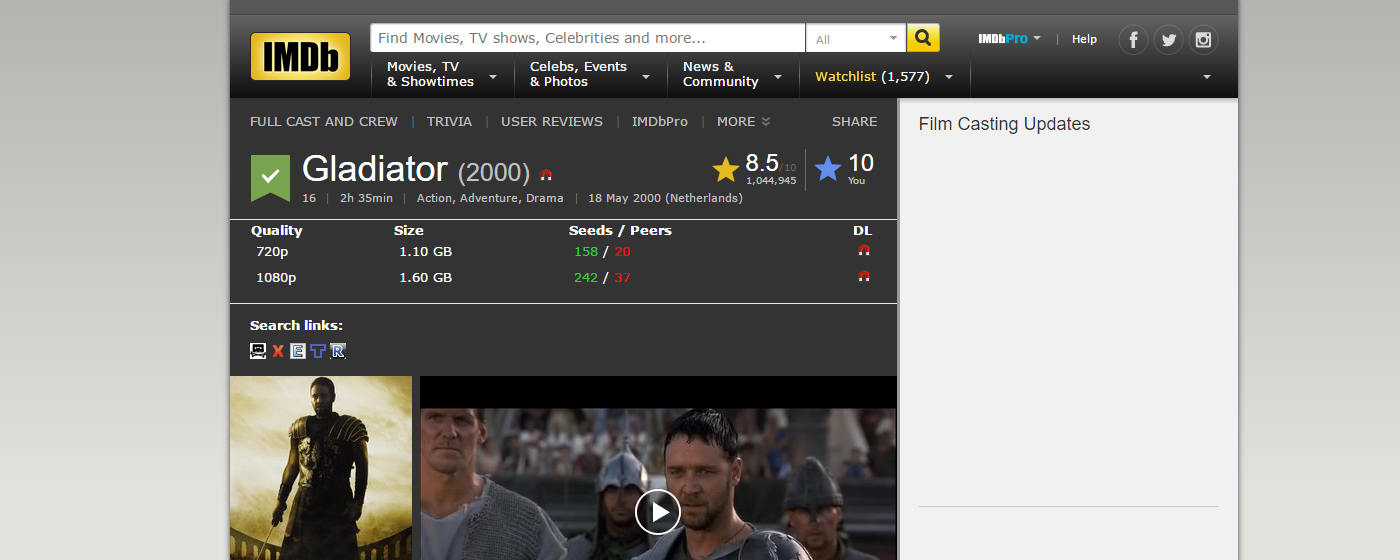 IMDb
Find Movies, TV shows, Celebrities and more...
All
IMDbPro | Help
Movies, TV & Showtimes
Celebs, Events & Photos
News & Community
Watchlist (1,577)
FULL CAST AND CREW | TRIVIA | USER REVIEWS | IMDbPro | MORE SHARE
Gladiator (2000)
8.5/10
1,044,945
10
You
16 | 2h 35min | Action, Adventure, Drama | 18 May 2000 (Netherlands)
Quality Size Seeds / Peers DL
720p 1.10 GB 158 / 20
1080p 1.60 GB 242 / 37
Search links:
X E T R
Film Casting Updates